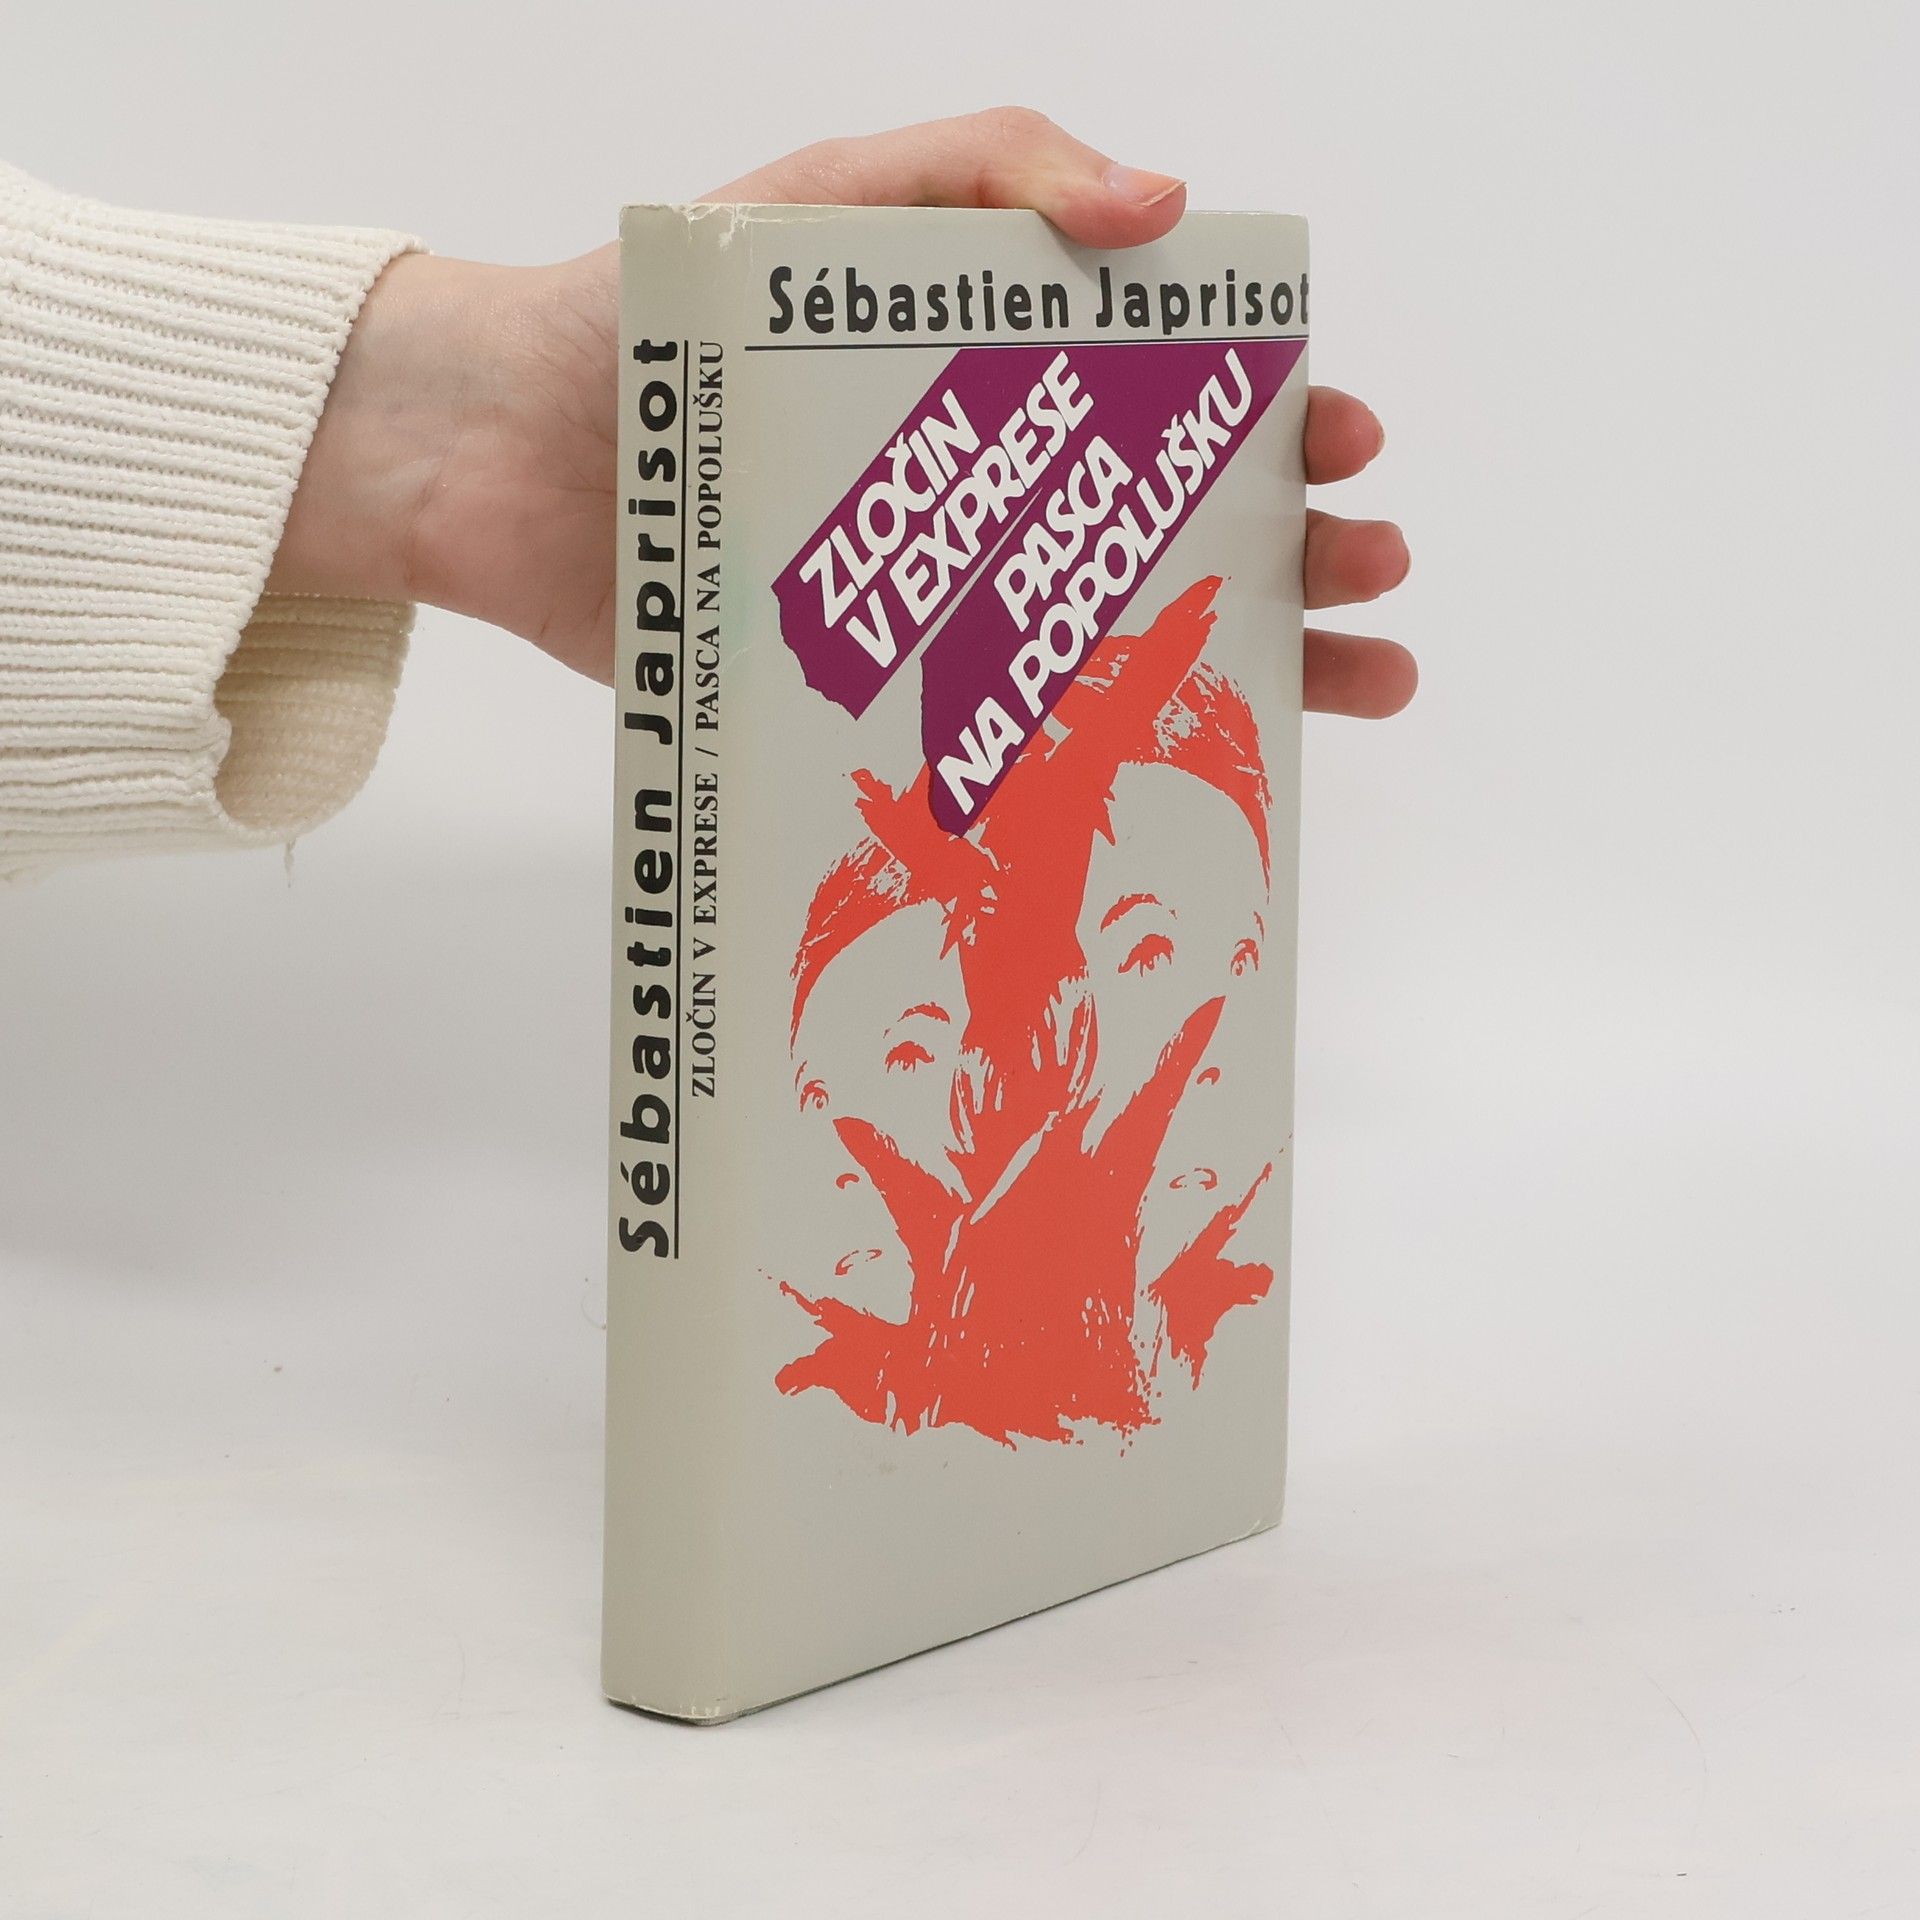 Sébastien Japrisot
ZLOČIN
V EXPRESE
PASCA
NA POPOLUŠKU
Sébastien Japrisot
ZLOČIN V EXPRESE / PASCA NA POPOLUŠKU